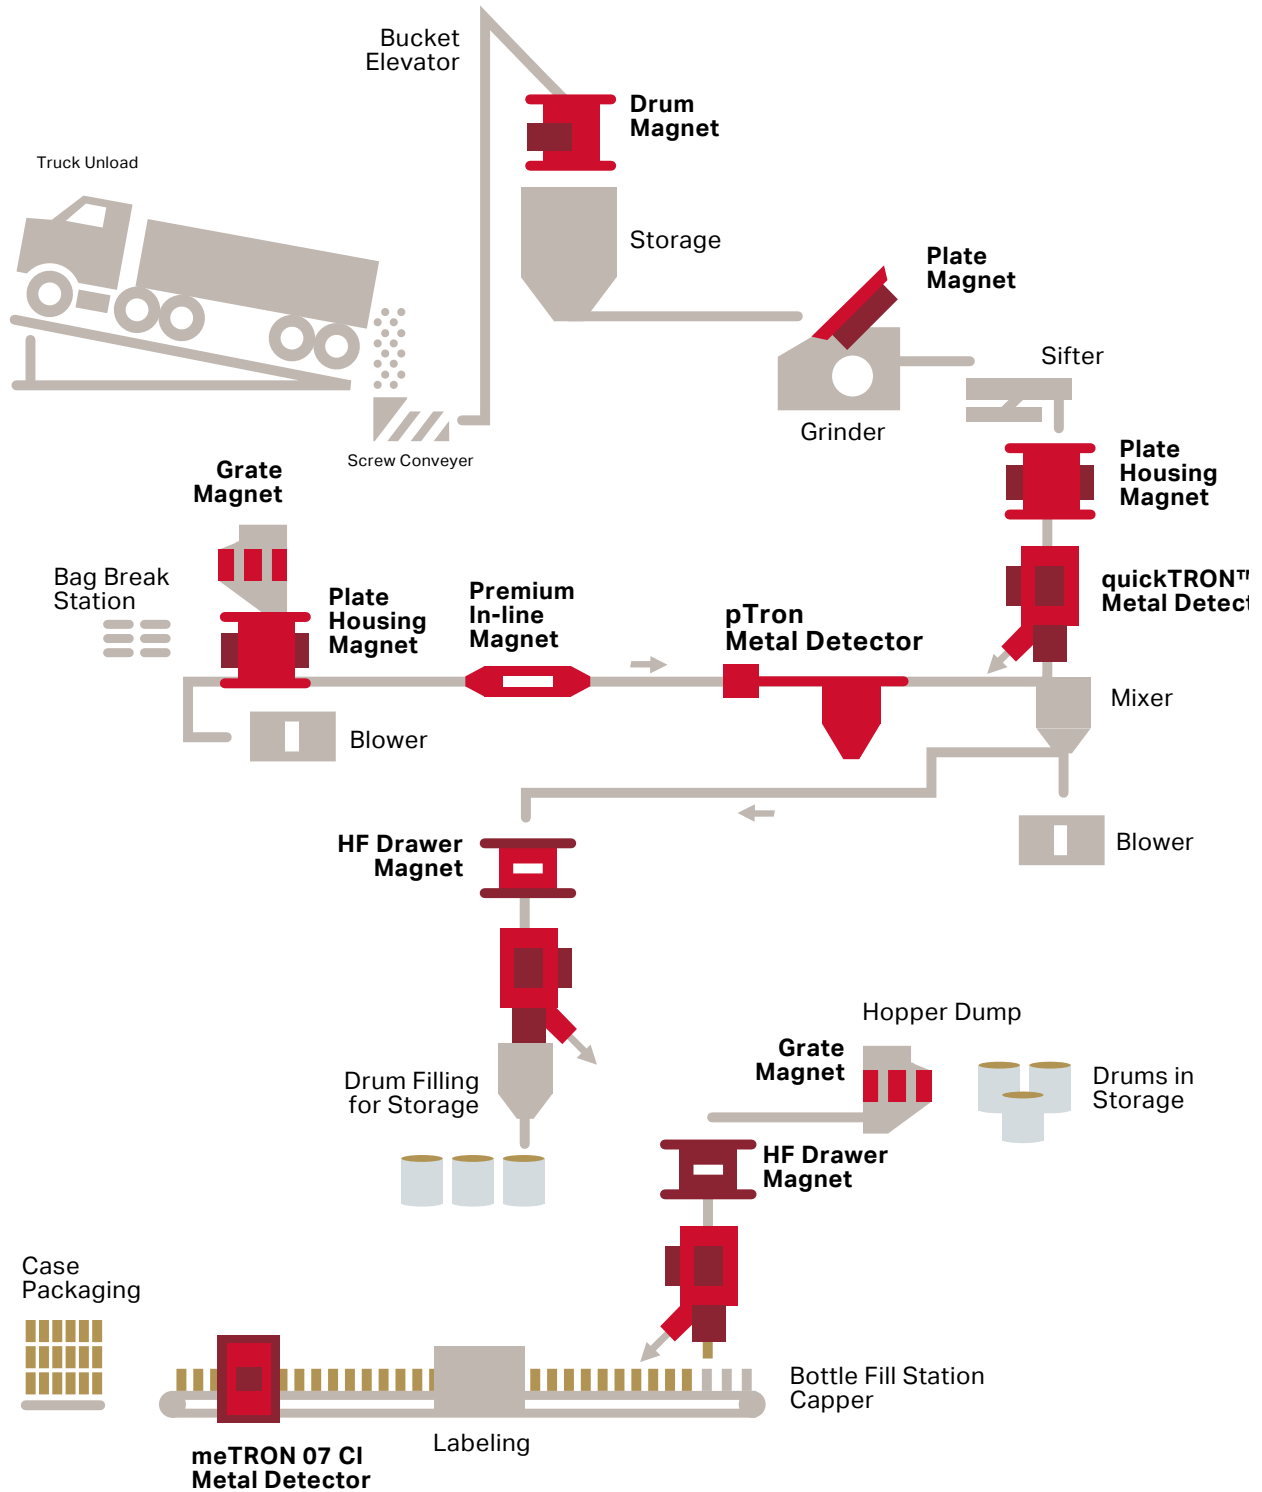 Bucket
Elevator
Drum
Magnet
Truck Unload
Storage
Plate
Magnet
Sifter
Grinder
Screw Conveyer
Grate
Magnet
Plate
Housing
Magnet
Bag Break
Station
Plate
Housing
Magnet
Premium
In-line
Magnet
pTron
Metal Detector
quickTRON™
Metal Detect
Mixer
Blower
Blower
HF Drawer
Magnet
Hopper Dump
Grate
Magnet
Drums in
Storage
Drum Filling
for Storage
HF Drawer
Magnet
Case
Packaging
Bottle Fill Station
Capper
Labeling
meTRON 07 CI
Metal Detector